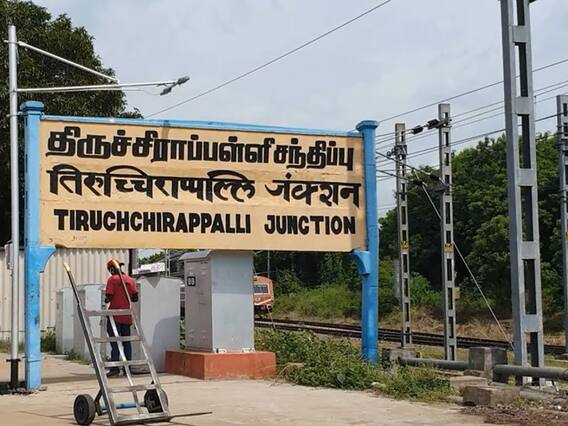 திருச்சிராப்பள்ளி சந்திப்பு
तिरुच्चिरापल्लि जंक्शन
TIRUCHCHIRAPPALLI JUNCTION